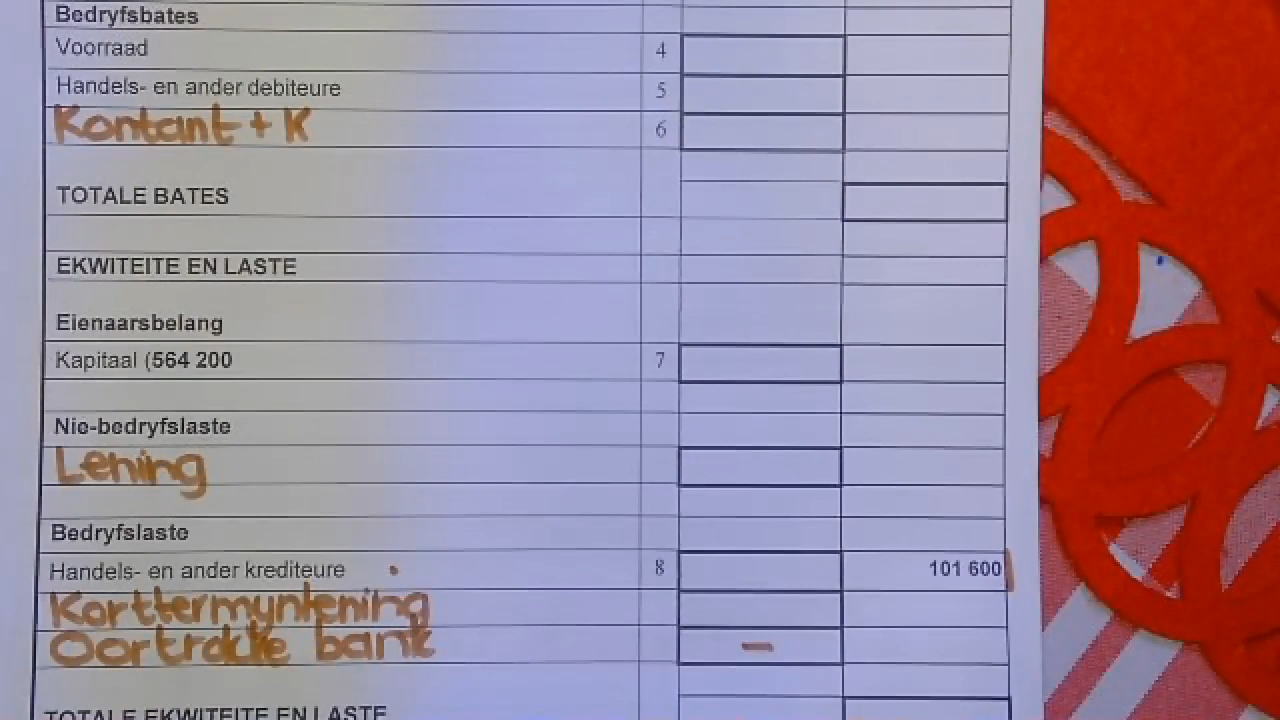 Bedryfsbates
Voorraad 4
Handels- en ander debiteure 5
Kontant + K 6
TOTALE BATES
EKWITEITE EN LASTE
Eienaarsbelang
Kapitaal (564 200 7
Nie-bedryfslaste
Lening
Bedryfslaste
Handels- en ander krediteure 8 101 600
Korttermynlening
Oortrokke bank -
TOTALE EKWITEITE EN LASTE